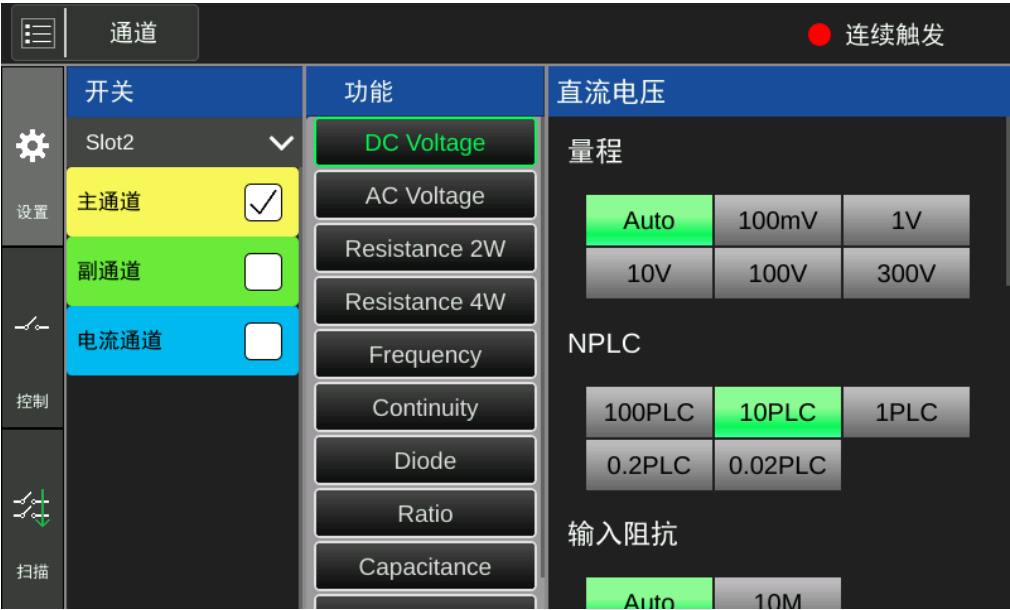 通道
连续触发
设置
控制
扫描
开关
Slot2
主通道
副通道
电流通道
功能
DC Voltage
AC Voltage
Resistance 2W
Resistance 4W
Frequency
Continuity
Diode
Ratio
Capacitance
直流电压
量程
Auto 100mV 1V
10V 100V 300V
NPLC
100PLC 10PLC 1PLC
0.2PLC 0.02PLC
输入阻抗
Auto 10M